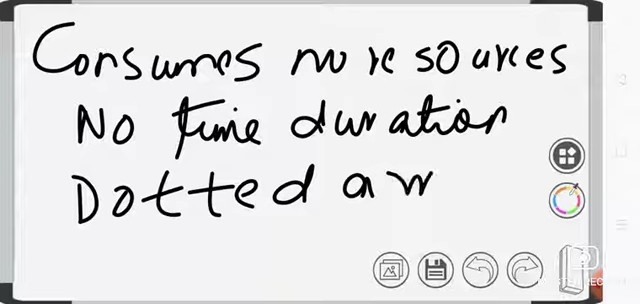 Consumes no resources
No time duration
Dotted arr